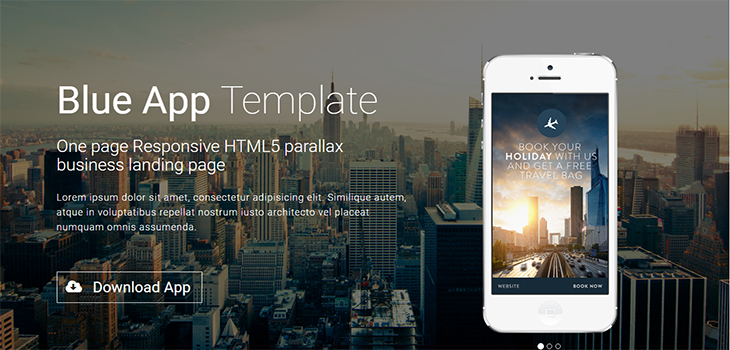 Blue App Template
One page Responsive HTML5 parallax
business landing page
Lorem ipsum dolor sit amet, consectetur adipisicing elit. Similique autem,
atque in voluptatibus repellat nostrum iusto architecto vel placeat
numquam omnis assumenda.
Download App
BOOK YOUR
HOLIDAY WITH US
AND GET A FREE
TRAVEL BAG
WEBSITE
BOOK NOW